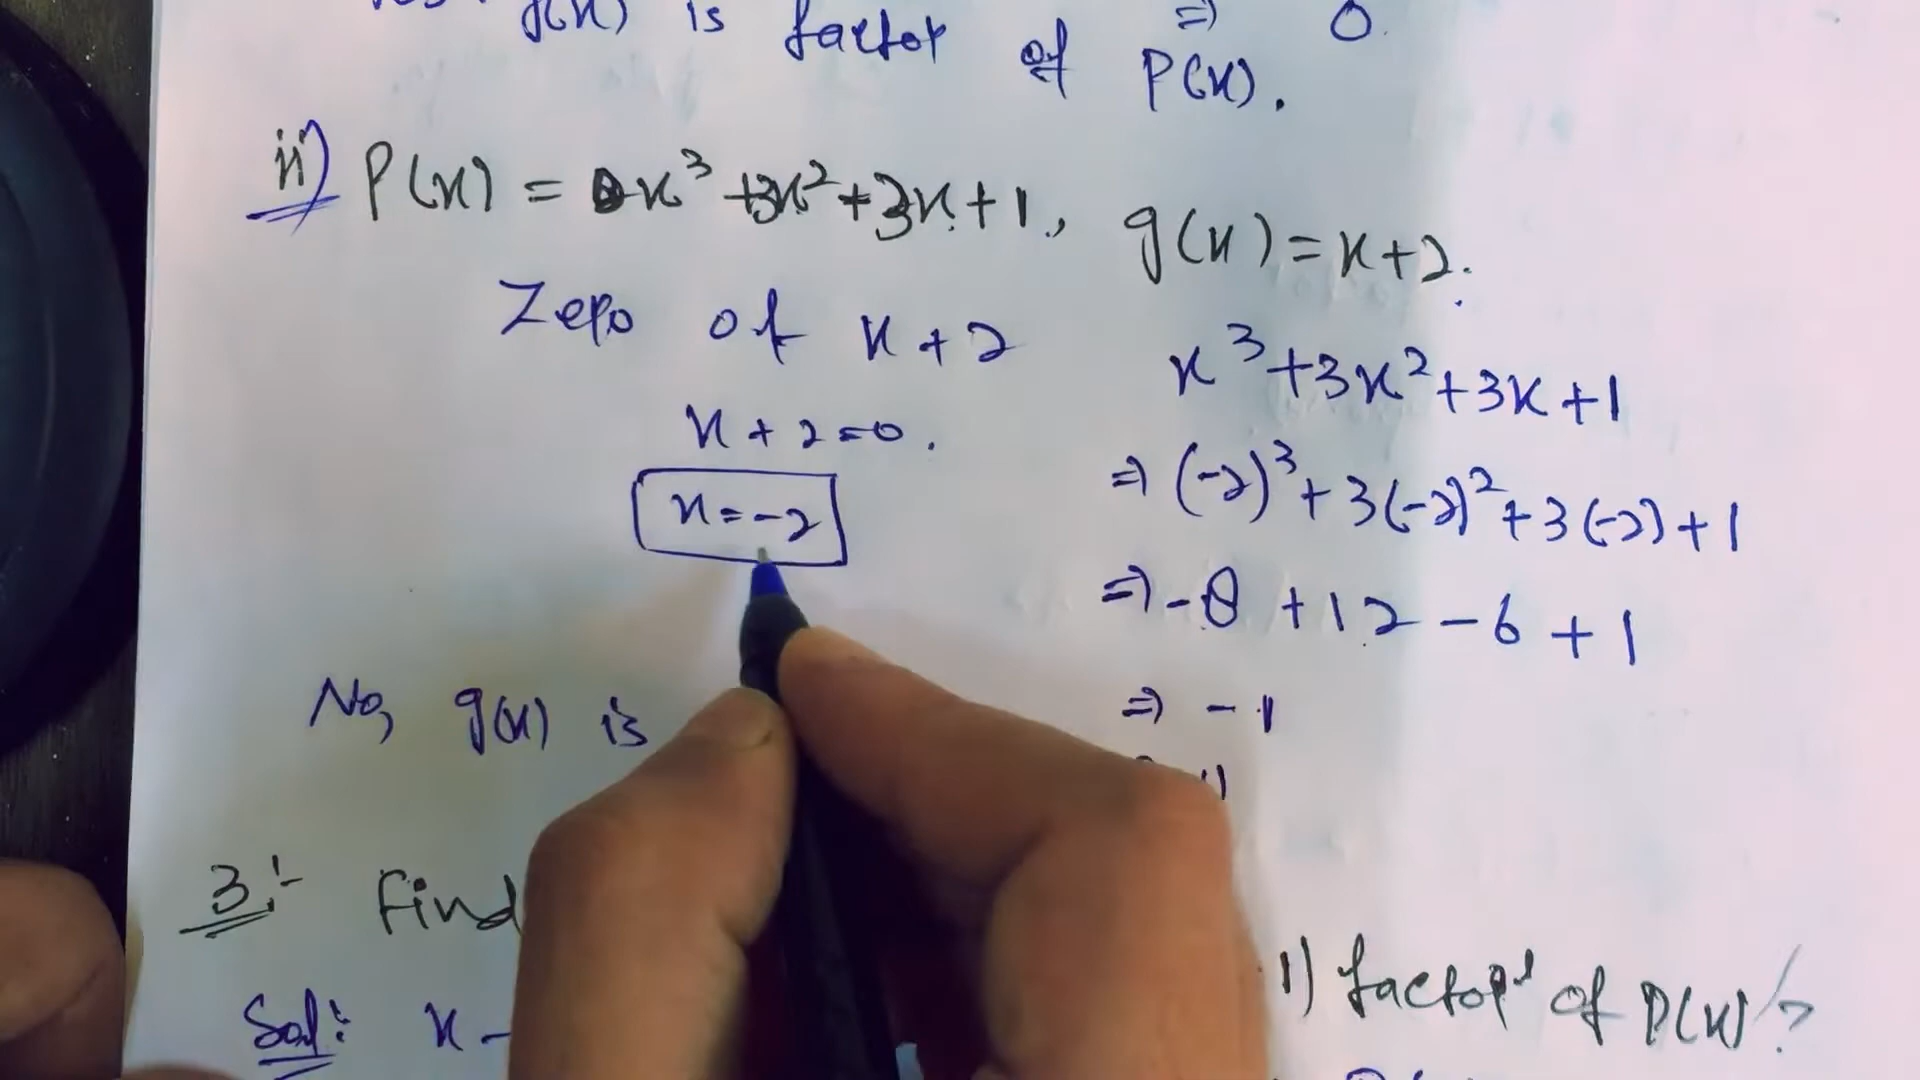 g(x) is factor of P(x).
=> 0.
ii) P(x) = x³ + 3x² + 3x + 1, g(x) = x+2.
Zero of x + 2
x + 2 = 0.
x = -2
x³ + 3x² + 3x + 1
=> (-2)³ + 3(-2)² + 3(-2) + 1
=> -8 + 12 - 6 + 1
=> -1
No, g(x) is
3:- Find
1) factor of P(x)?
Sol: x -